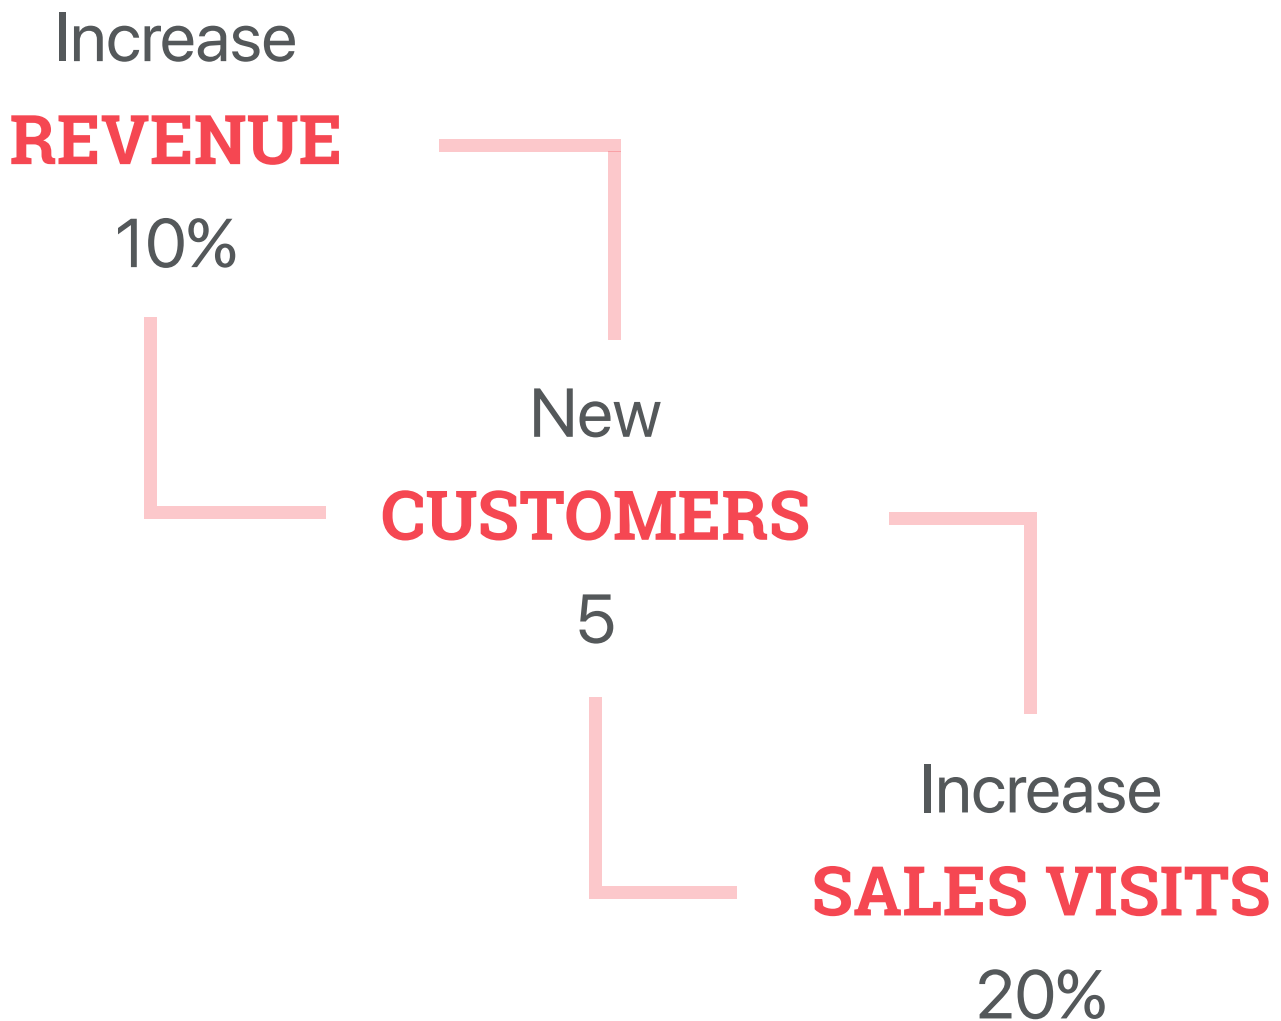 Increase
REVENUE
10%
New
CUSTOMERS
5
Increase
SALES VISITS
20%